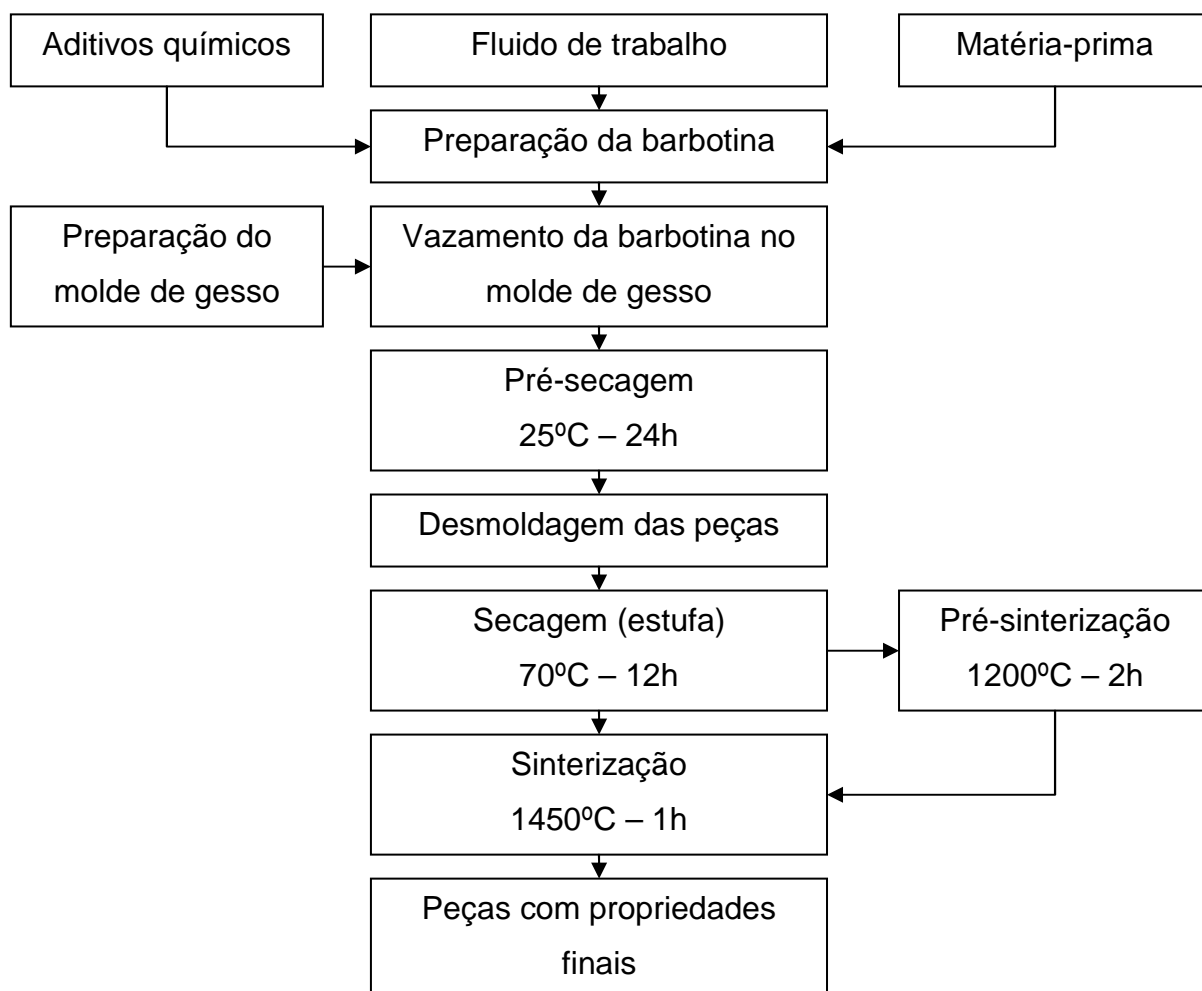 Aditivos químicos
Fluido de trabalho
Matéria-prima
Preparação da barbotina
Preparação do
molde de gesso
Vazamento da barbotina no
molde de gesso
Pré-secagem
25ºC – 24h
Desmoldagem das peças
Secagem (estufa)
70ºC – 12h
Pré-sinterização
1200ºC – 2h
Sinterização
1450ºC – 1h
Peças com propriedades
finais